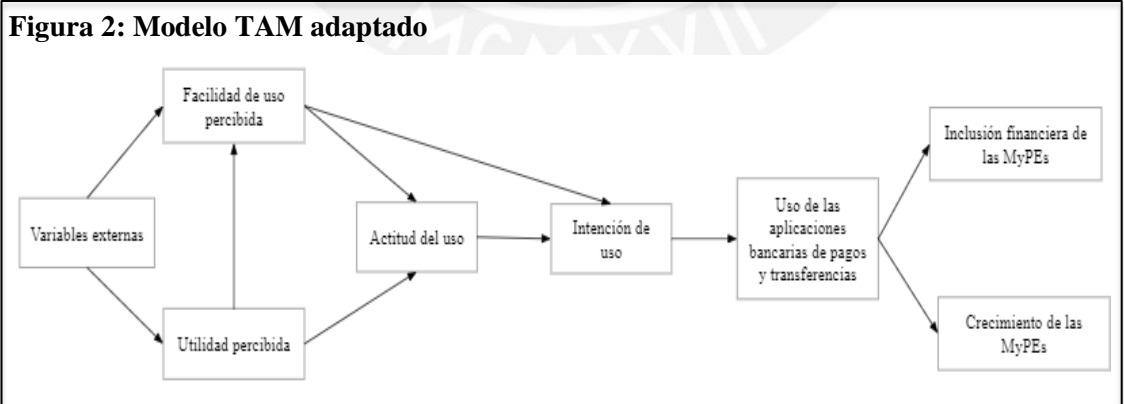 Figura 2: Modelo TAM adaptado
MCMXVII
Facilidad de uso
percibida
Variables externas
Utilidad percibida
Actitud del uso
Intención de
uso
Uso de las
aplicaciones
bancarias de pagos
y transferencias
Inclusión financiera de
las MyPEs
Crecimiento de las
MyPEs